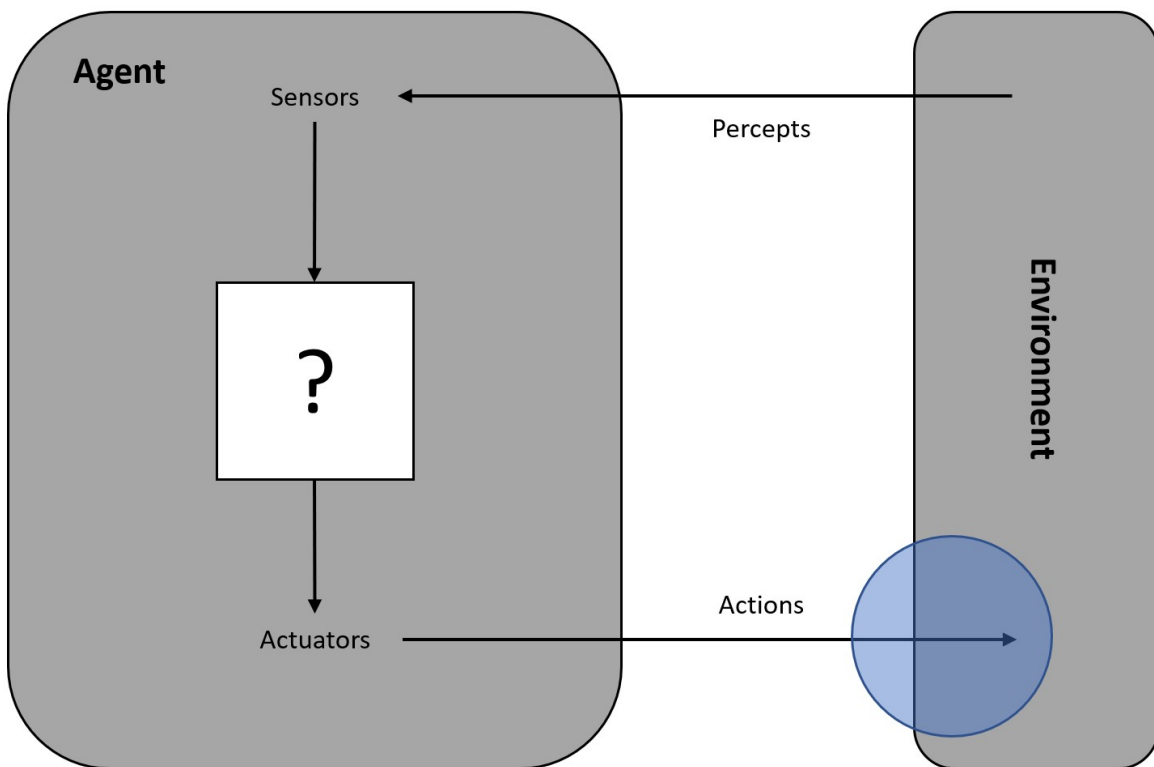 Agent
Sensors
Percepts
?
Environment
Actions
Actuators